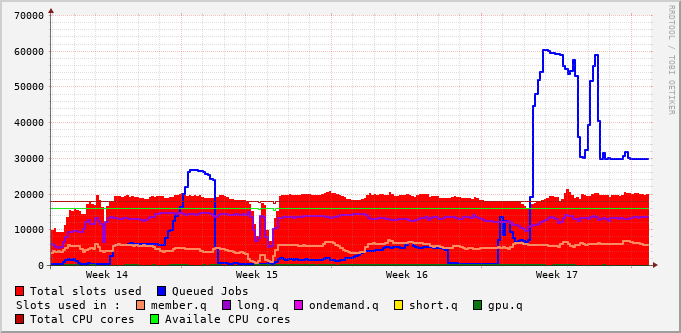 RRDTOOL / TOBI OETIKER
70000
60000
50000
40000
30000
20000
10000
0
Week 14 Week 15 Week 16 Week 17
Total slots used Queued Jobs
Slots used in : member.q long.q ondemand.q short.q gpu.q
Total CPU cores Availale CPU cores